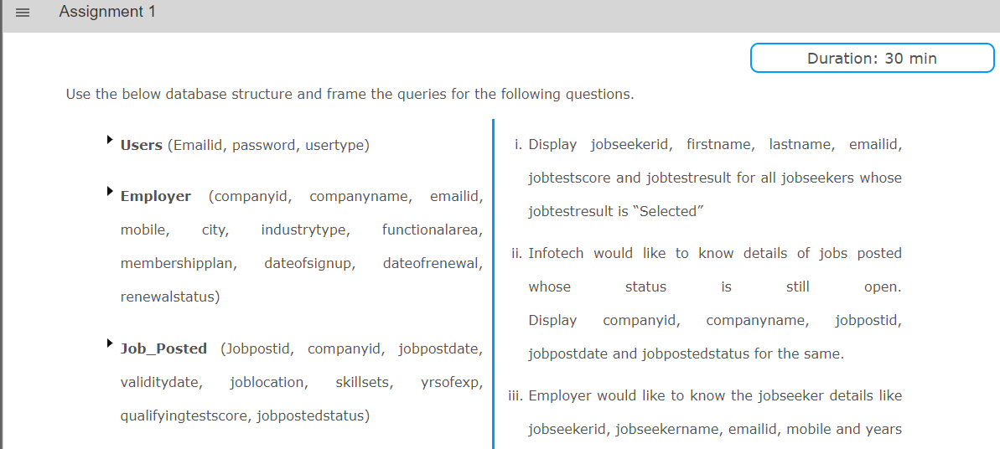 Assignment 1
Duration: 30 min
Use the below database structure and frame the queries for the following questions.
Users (Emailid, password, usertype)
Employer (companyid, companyname, emailid,
mobile, city, industrytype, functionalarea,
membershipplan, dateofsignup, dateofrenewal,
renewalstatus)
Job_Posted (Jobpostid, companyid, jobpostdate,
validitydate, joblocation, skillsets, yrsofexp,
qualifyingtestscore, jobpostedstatus)
i. Display jobseekerid, firstname, lastname, emailid,
jobtestscore and jobtestresult for all jobseekers whose
jobtestresult is “Selected”
ii. Infotech would like to know details of jobs posted
whose status is still open.
Display companyid, companyname, jobpostid,
jobpostdate and jobpostedstatus for the same.
iii. Employer would like to know the jobseeker details like
jobseekerid, jobseekername, emailid, mobile and years